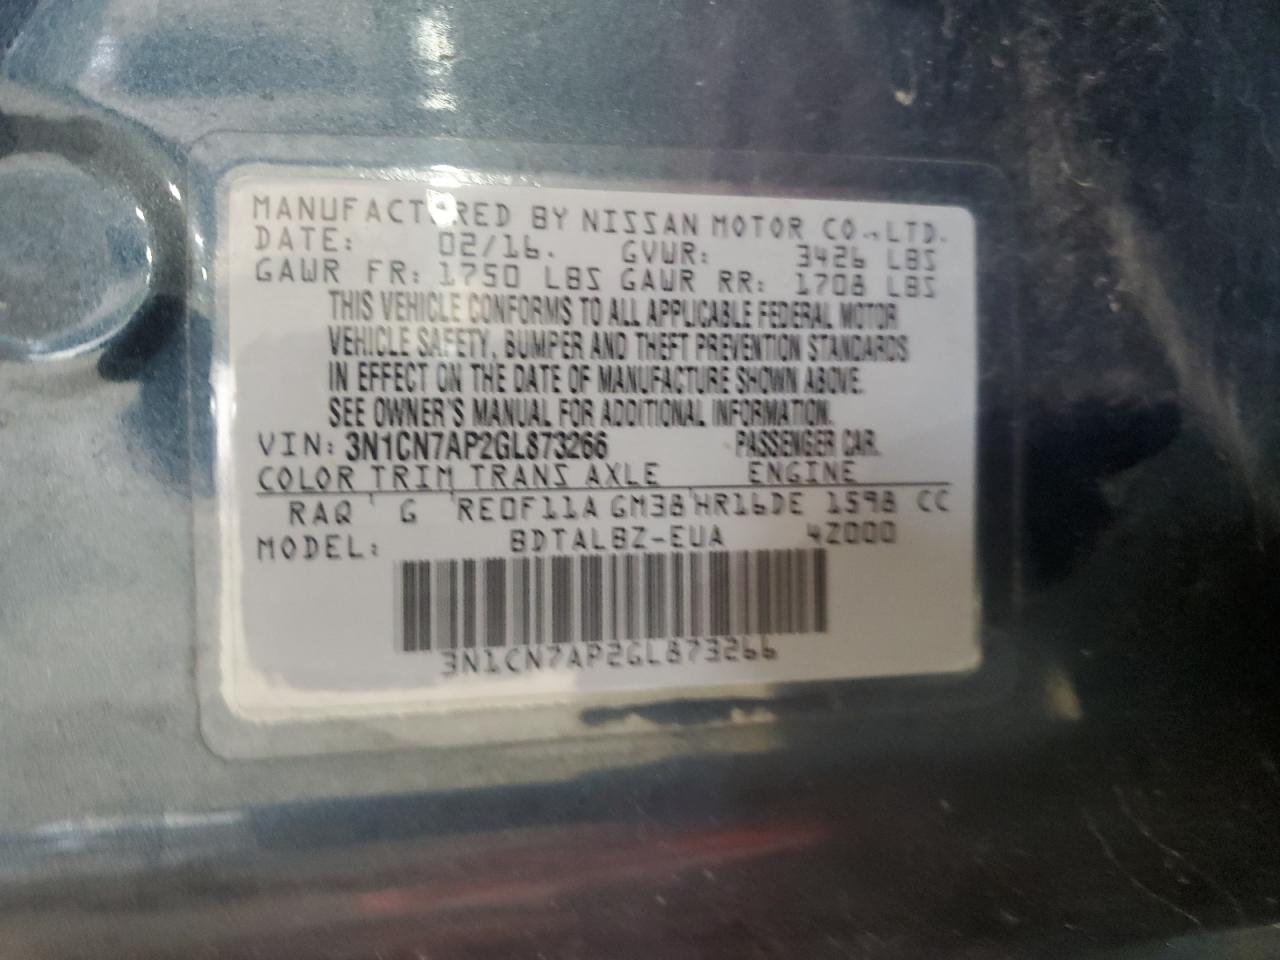 MANUFACTURED BY NISSAN MOTOR CO.,LTD.
DATE: 02/16. GVWR: 3426 LBS
GAWR FR: 1750 LBS GAWR RR: 1708 LBS
THIS VEHICLE CONFORMS TO ALL APPLICABLE FEDERAL MOTOR
VEHICLE SAFETY, BUMPER AND THEFT PREVENTION STANDARDS
IN EFFECT ON THE DATE OF MANUFACTURE SHOWN ABOVE.
SEE OWNER'S MANUAL FOR ADDITIONAL INFORMATION.
VIN: 3N1CN7AP2GL873266 PASSENGER CAR.
COLOR TRIM TRANS AXLE ENGINE
RAQ G RE0F11A GM38 HR16DE 1598 CC
MODEL: BDTALBZ-EUA 4Z000
3N1CN7AP2GL873266